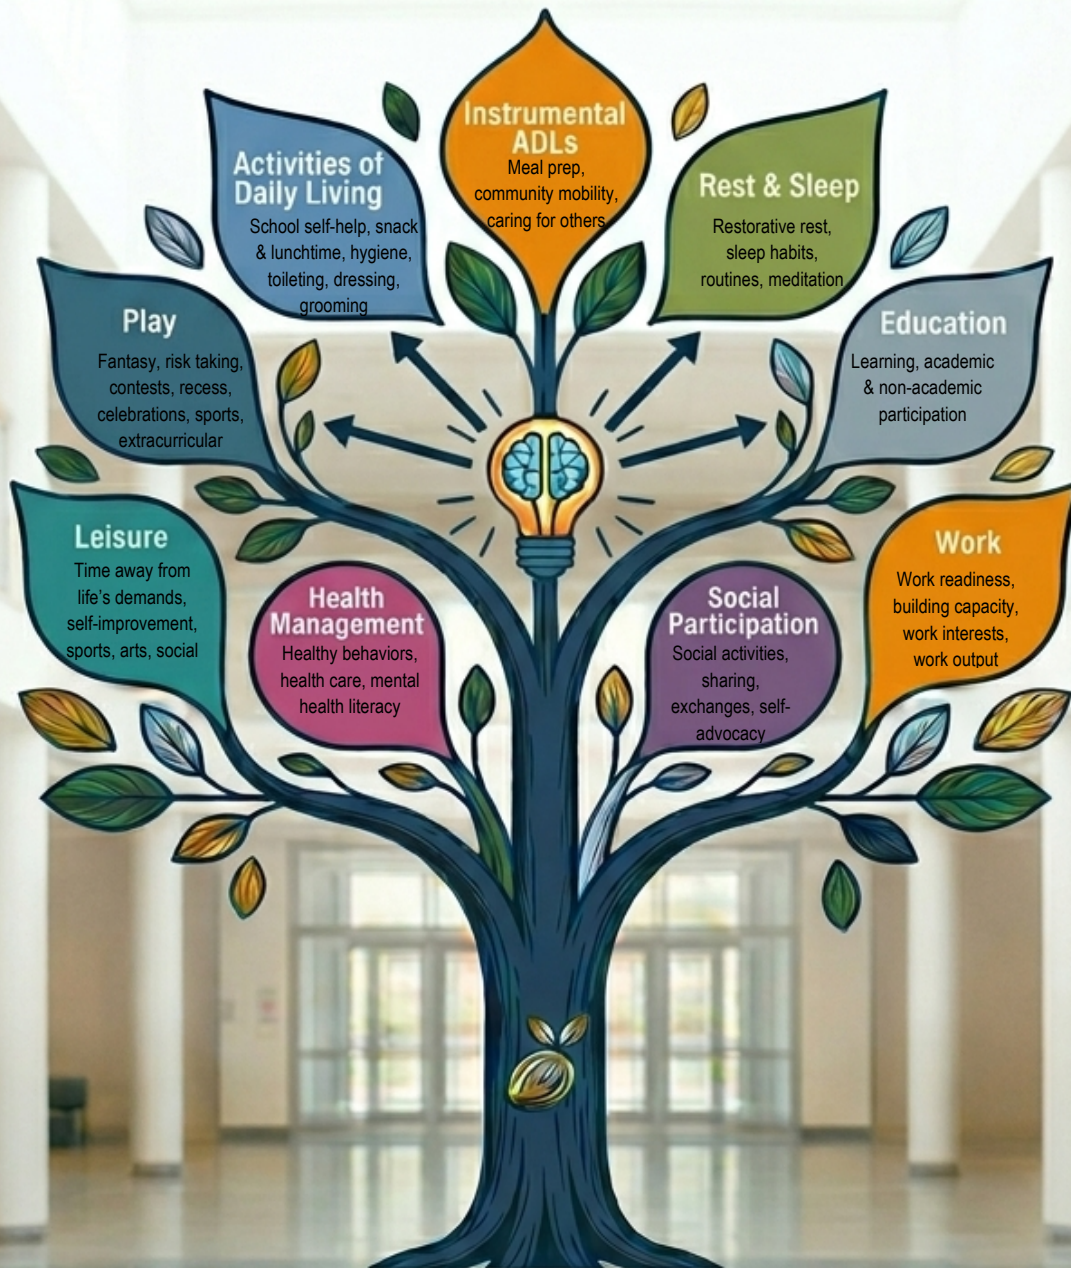 Instrumental
ADLs
Meal prep,
community mobility,
caring for others
Activities of
Daily Living
School self-help, snack
& lunchtime, hygiene,
toileting, dressing,
grooming
Rest & Sleep
Restorative rest,
sleep habits,
routines, meditation
Play
Fantasy, risk taking,
contests, recess,
celebrations, sports,
extracurricular
Education
Learning, academic
& non-academic
participation
Leisure
Time away from
life’s demands,
self-improvement,
sports, arts, social
Health
Management
Healthy behaviors,
health care, mental
health literacy
Social
Participation
Social activities,
sharing,
exchanges, self-
advocacy
Work
Work readiness,
building capacity,
work interests,
work output